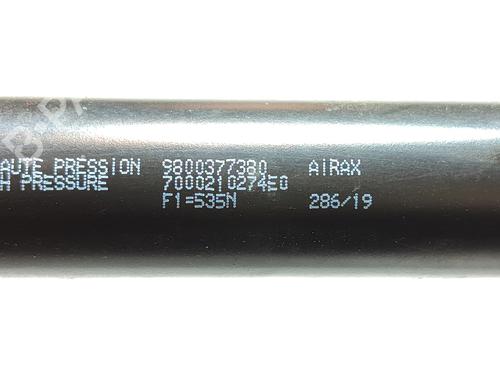 AUTE PRESSION 9800377380 AiRAX
H PRESSURE 7000210274E0
F1=535N 286/19